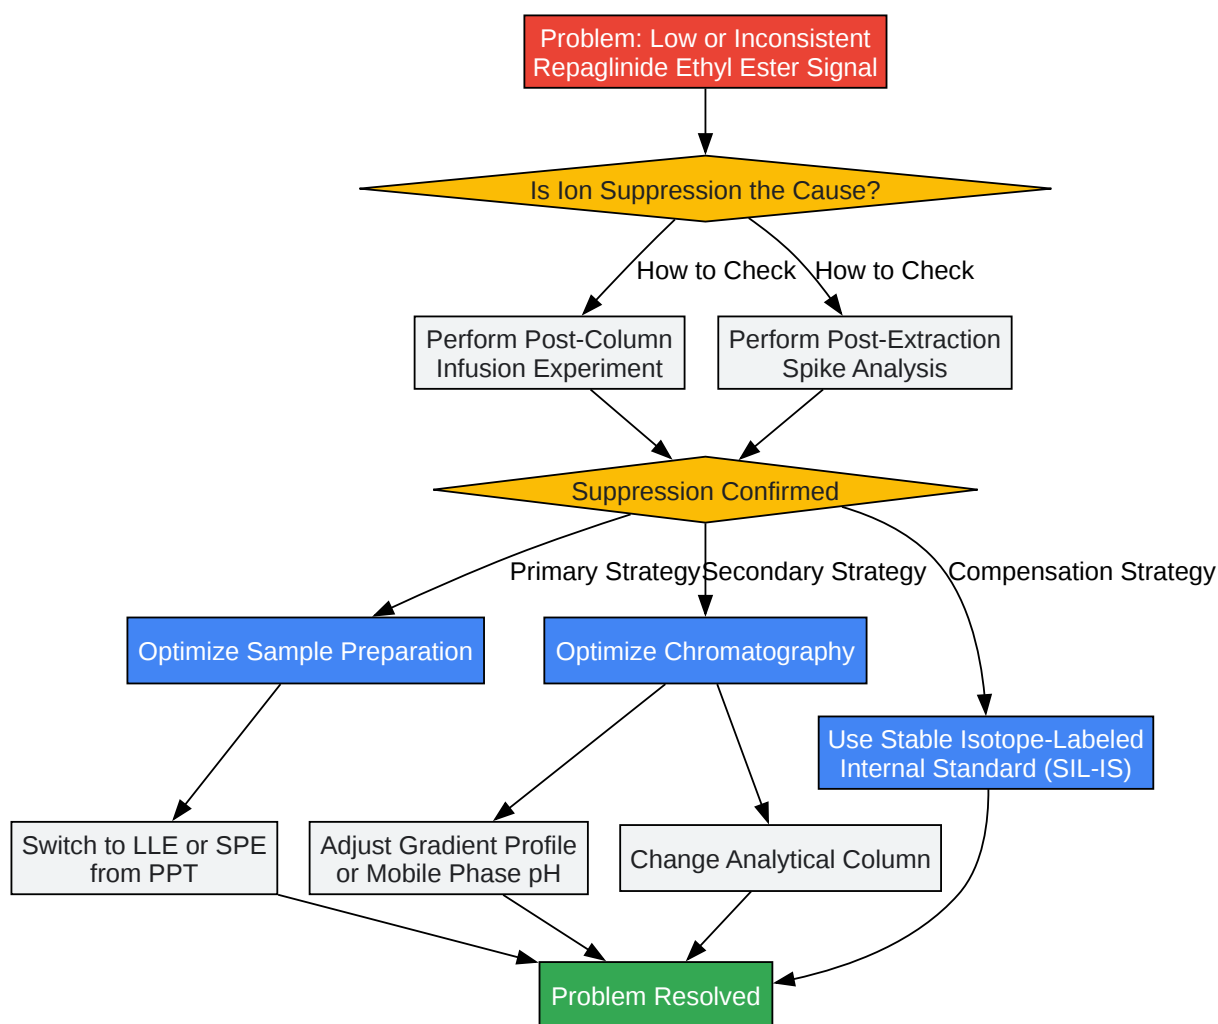 Problem: Low or Inconsistent
Repaglinide Ethyl Ester Signal
Is Ion Suppression the Cause?
How to Check
How to Check
Perform Post-Column
Infusion Experiment
Perform Post-Extraction
Spike Analysis
Suppression Confirmed
Primary Strategy
Secondary Strategy
Compensation Strategy
Optimize Sample Preparation
Optimize Chromatography
Use Stable Isotope-Labeled
Internal Standard (SIL-IS)
Switch to LLE or SPE
from PPT
Adjust Gradient Profile
or Mobile Phase pH
Change Analytical Column
Problem Resolved